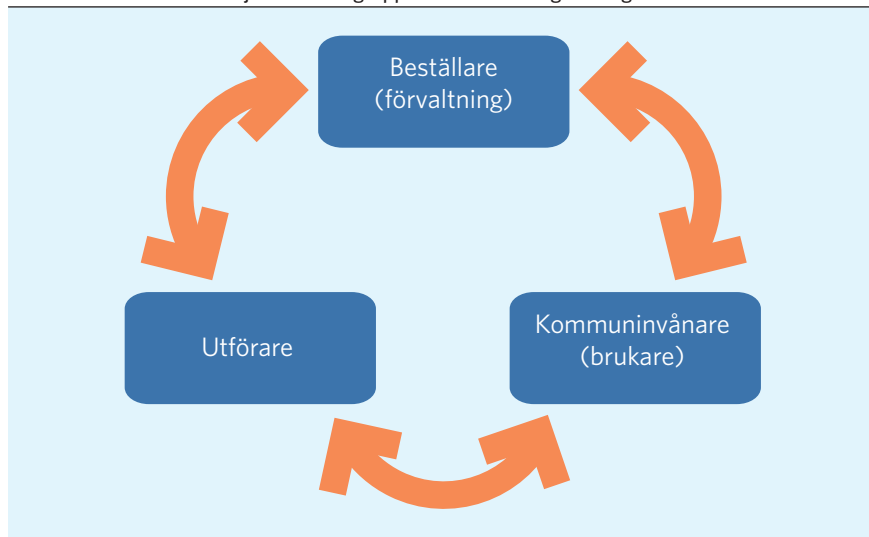 Beställare
(förvaltning)
Utförare
Kommuninvånare
(brukare)